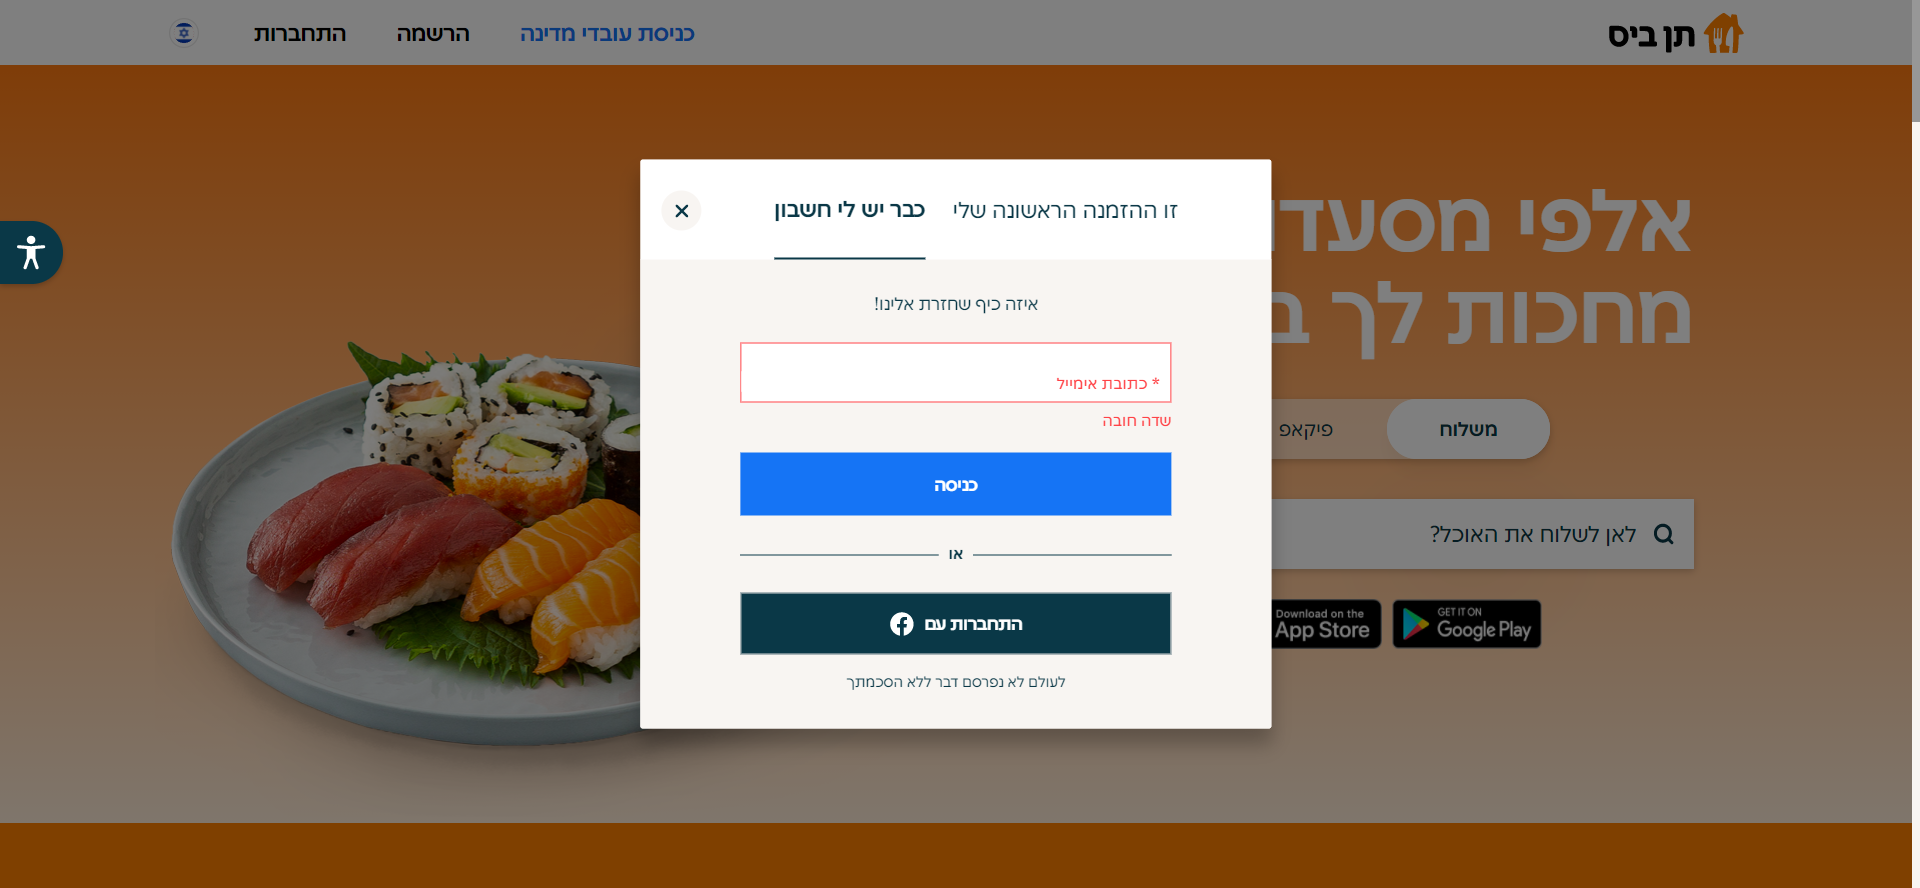 תן ביס
כניסת עובדי מדינה
הרשמה
התחברות
אלפי מסעד
מחכות לך ב
משלוח
פיקאפ
לאן לשלוח את האוכל?
Download on the App Store
GET IT ON Google Play
זו ההזמנה הראשונה שלי
כבר יש לי חשבון
איזה כיף שחזרת אלינו!
* כתובת אימייל
שדה חובה
כניסה
או
התחברות עם
לעולם לא נפרסם דבר ללא הסכמתך